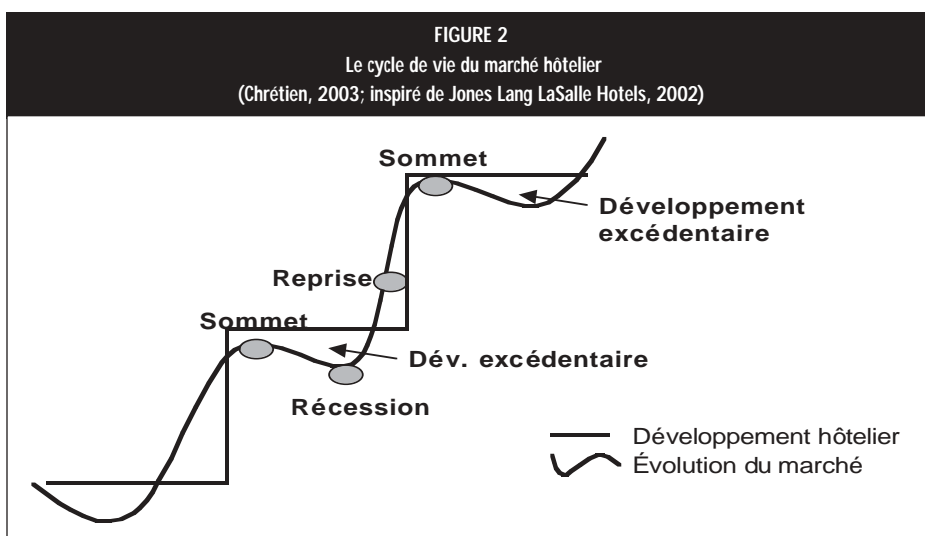 FIGURE 2
Le cycle de vie du marché hôtelier
(Chrétien, 2003; inspiré de Jones Lang LaSalle Hotels, 2002)
Sommet
Développement
excédentaire
Reprise
Sommet
Dév. excédentaire
Récession
Développement hôtelier
Évolution du marché